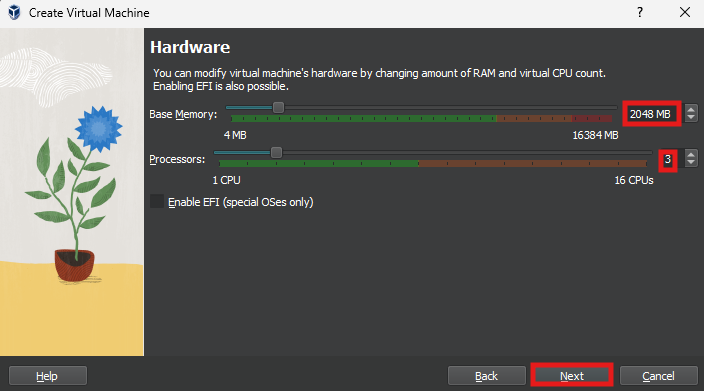 Create Virtual Machine
?
Hardware
You can modify virtual machine's hardware by changing amount of RAM and virtual CPU count.
Enabling EFI is also possible.
Base Memory:
2048 MB
4 MB
16384 MB
Processors:
3
1 CPU
16 CPUs
Enable EFI (special OSes only)
Help
Back
Next
Cancel